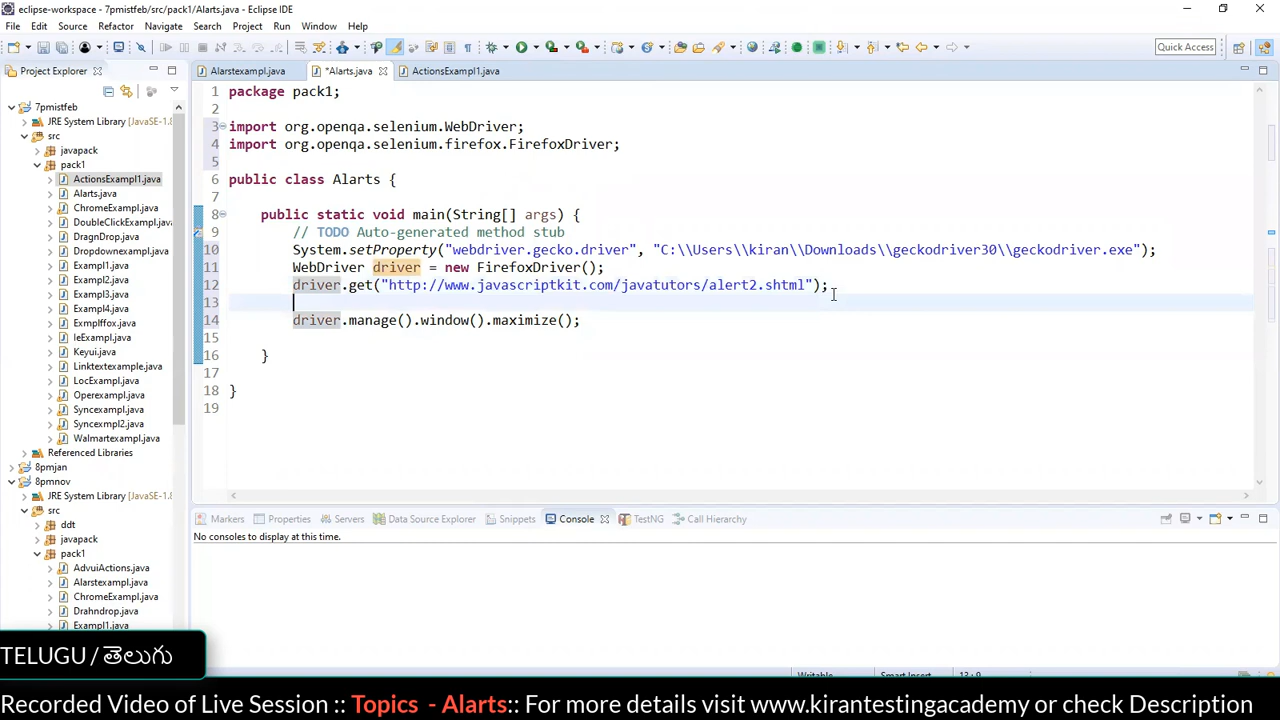 eclipse-workspace - 7pmistfeb/src/pack1/Alarts.java - Eclipse IDE
File Edit Source Refactor Navigate Search Project Run Window Help
Quick Access
Project Explorer
Alarstexampl.java *Alarts.java ActionsExampl1.java
7pmistfeb
JRE System Library [JavaSE-1.8
src
javapack
pack1
ActionsExampl1.java
Alarts.java
ChromeExampl.java
DoubleClickExampl.java
DragnDrop.java
Dropdownexampl.java
Exampl1.java
Exampl2.java
Exampl3.java
Exampl4.java
Exmplffox.java
IeExampl.java
Keyui.java
Linktextexample.java
LocExampl.java
Operexampl.java
Syncexampl.java
Syncexmpl2.java
Walmartexampl.java
Referenced Libraries
8pmjan
8pmnov
JRE System Library [JavaSE-1.8
src
ddt
javapack
pack1
AdvuiActions.java
Alarstexampl.java
ChromeExampl.java
Drahndrop.java
Exampl1.java
1 package pack1;
2
3 import org.openqa.selenium.WebDriver;
4 import org.openqa.selenium.firefox.FirefoxDriver;
5
6 public class Alarts {
7
8 public static void main(String[] args) {
9 // TODO Auto-generated method stub
10 System.setProperty("webdriver.gecko.driver", "C:\\Users\\kiran\\Downloads\\geckodriver30\\geckodriver.exe");
11 WebDriver driver = new FirefoxDriver();
12 driver.get("http://www.javascriptkit.com/javatutors/alert2.shtml");
13
14 driver.manage().window().maximize();
15
16 }
17
18 }
19
Markers Properties Servers Data Source Explorer Snippets Console TestNG Call Hierarchy
No consoles to display at this time.
Writable Smart Insert 13 : 9
TELUGU / తెలుగు
Recorded Video of Live Session :: Topics - Alarts:: For more details visit www.kirantestingacademy or check Description